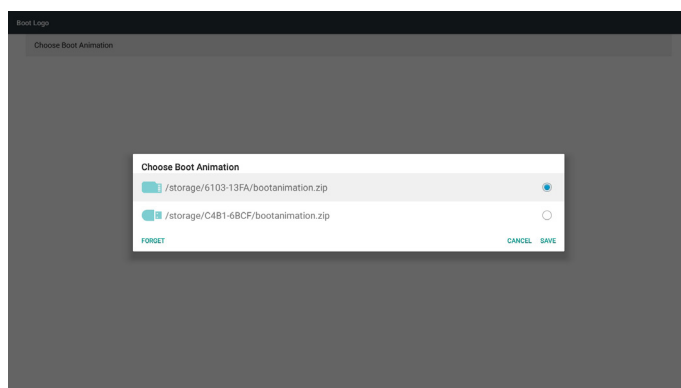 Boot Logo
Choose Boot Animation
Choose Boot Animation
/storage/6103-13FA/bootanimation.zip
/storage/C4B1-6BCF/bootanimation.zip
FORGET CANCEL SAVE